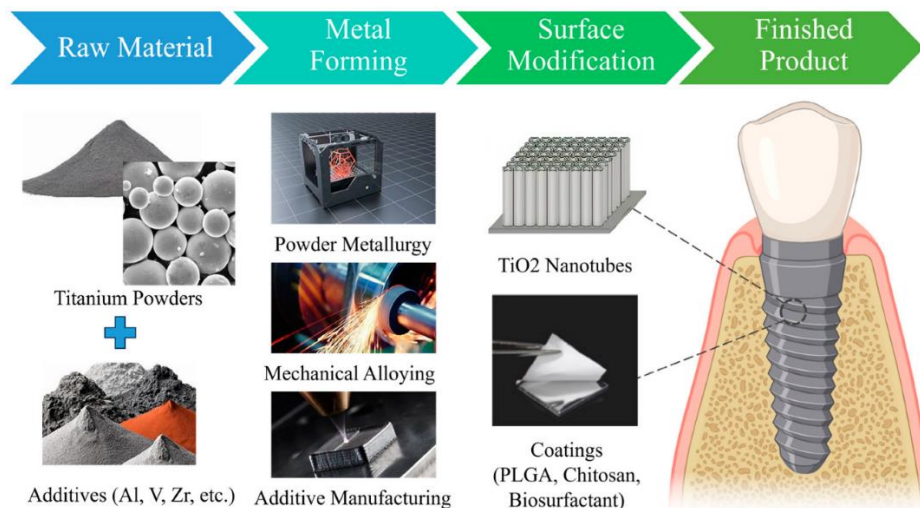 Raw Material
Metal
Forming
Surface
Modification
Finished
Product
Titanium Powders
Additives (Al, V, Zr, etc.)
Powder Metallurgy
Mechanical Alloying
Additive Manufacturing
TiO2 Nanotubes
Coatings
(PLGA, Chitosan,
Biosurfactant)